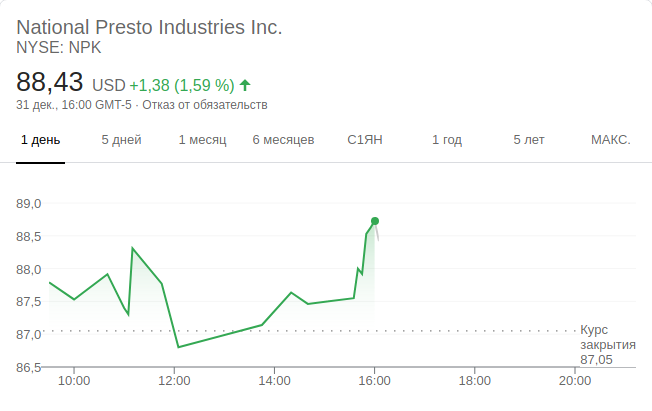 National Presto Industries Inc.
NYSE: NPK
88,43 USD +1,38 (1,59 %)
31 дек., 16:00 GMT-5 · Отказ от обязательств
1 день 5 дней 1 месяц 6 месяцев С1ЯН 1 год 5 лет МАКС.
89,0
88,5
88,0
87,5
87,0
86,5
Курс
закрытия
87,05
10:00 12:00 14:00 16:00 18:00 20:00